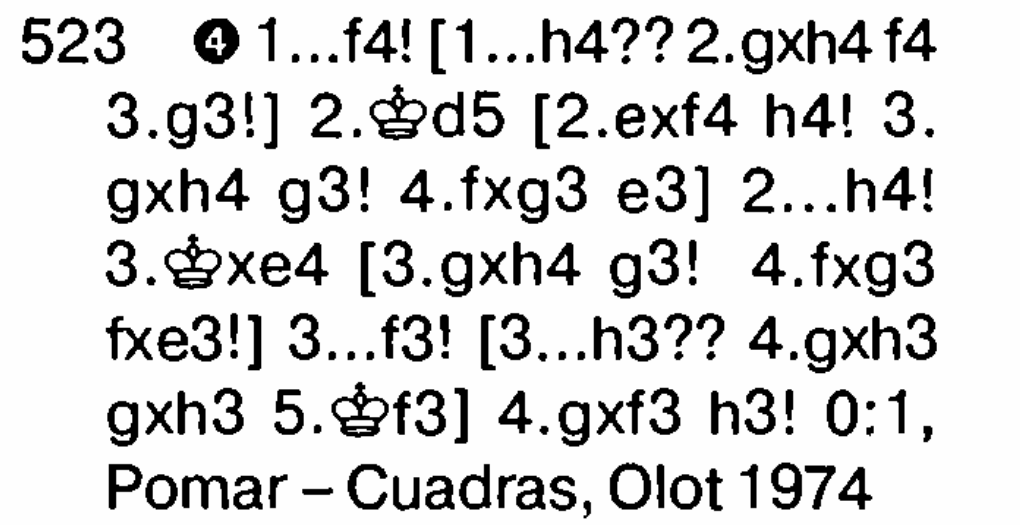 523 ❹ 1...f4! [1...h4?? 2.gxh4 f4
3.g3!] 2.♔d5 [2.exf4 h4! 3.
gxh4 g3! 4.fxg3 e3] 2...h4!
3.♔xe4 [3.gxh4 g3! 4.fxg3
fxe3!] 3...f3! [3...h3?? 4.gxh3
gxh3 5.♔f3] 4.gxf3 h3! 0:1,
Pomar – Cuadras, Olot 1974